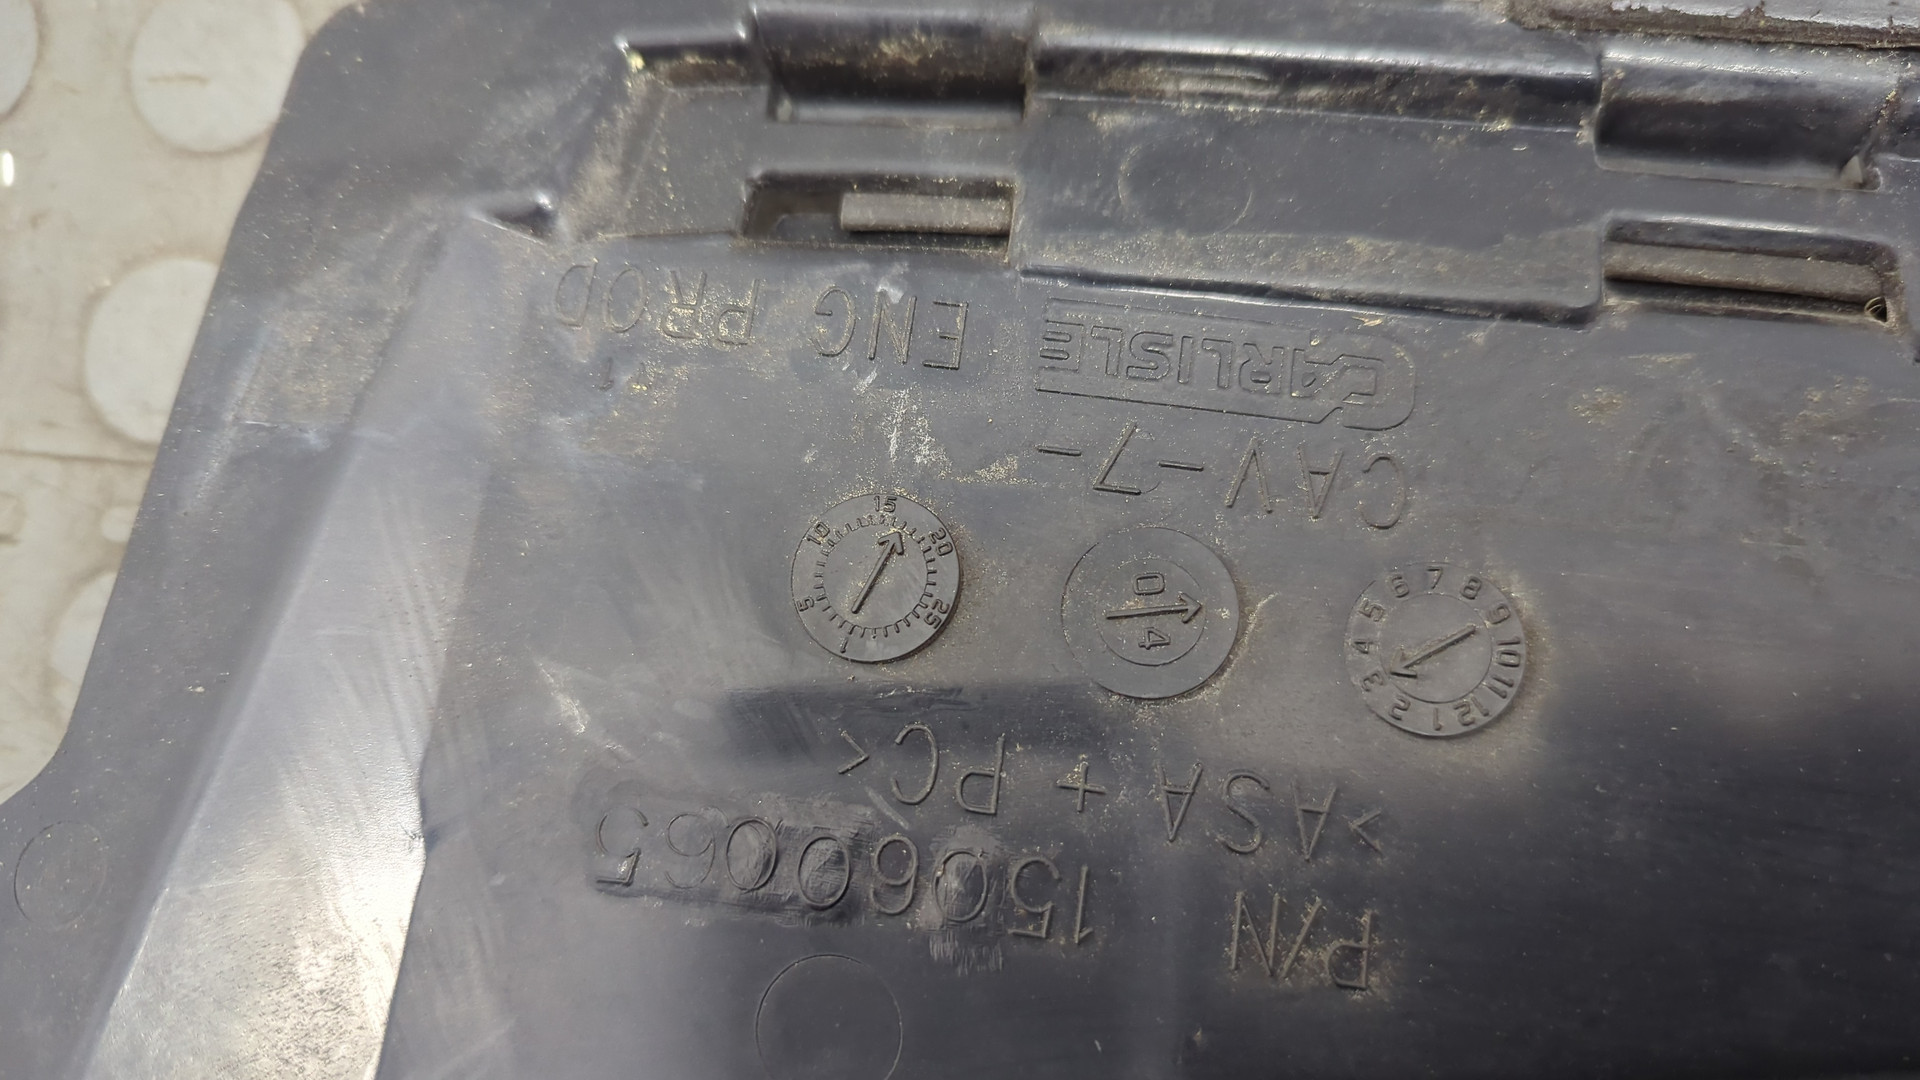 P/N 15060065
>ASA + PC<
1 2 3 4 5 6 7 8 9 10 11 12
0 4
1 5 10 15 20 25
CAV-7-
CARLISLE ENG PROD